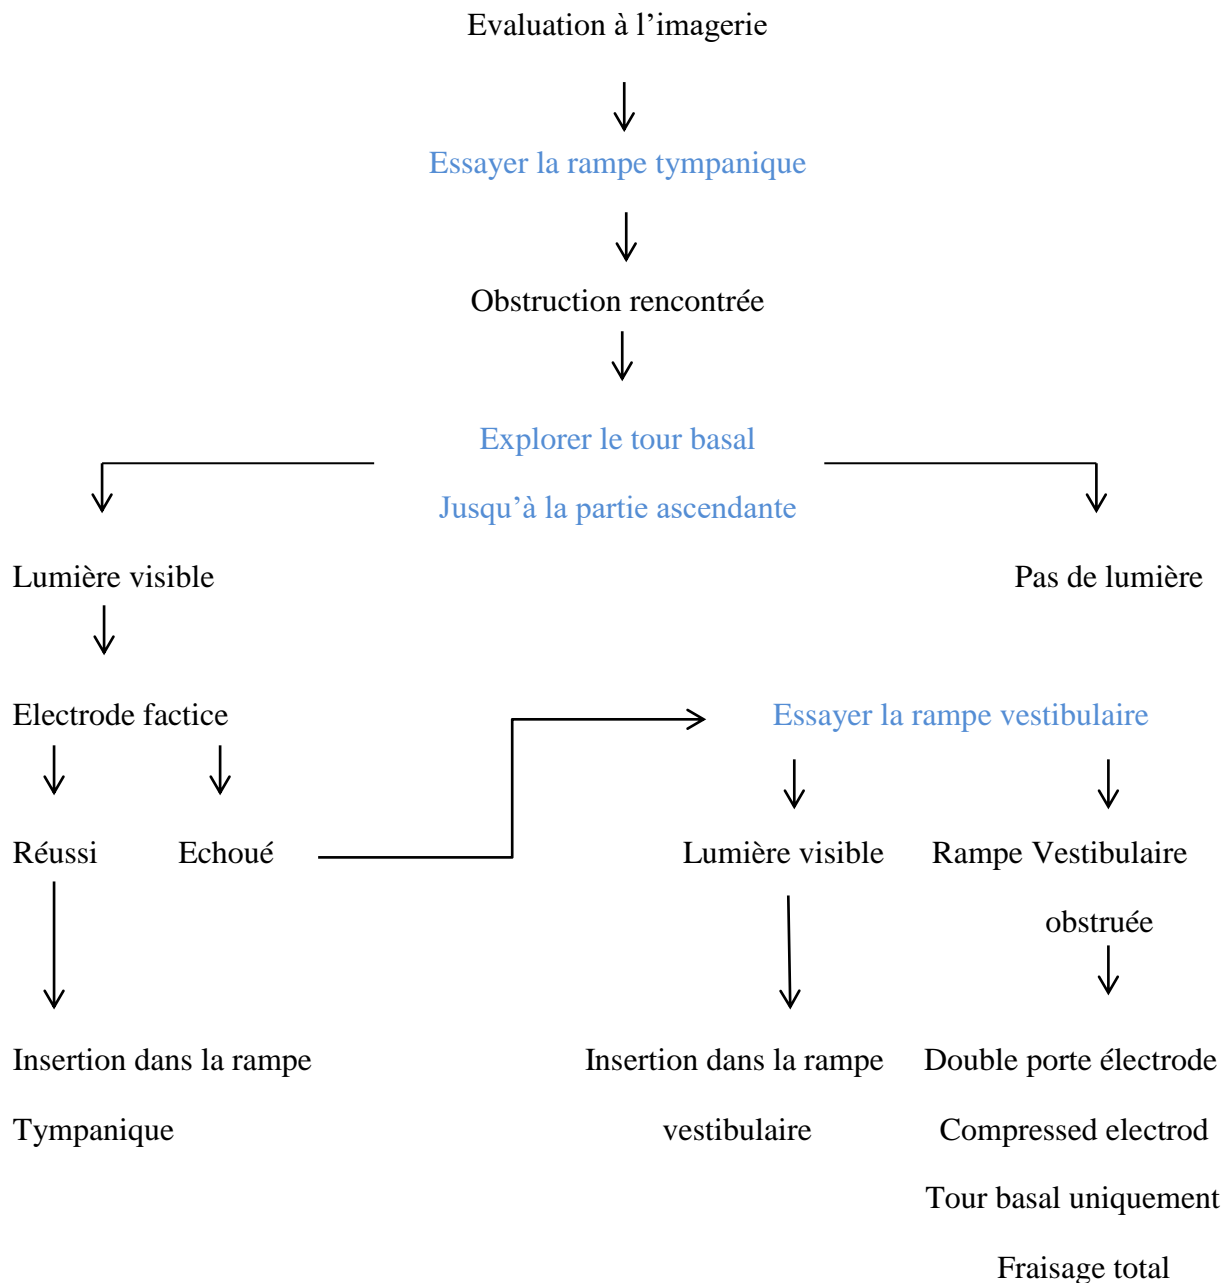 Evaluation à l’imagerie
Essayer la rampe tympanique
Obstruction rencontrée
Explorer le tour basal
Jusqu’à la partie ascendante
Lumière visible
Pas de lumière
Electrode factice
Essayer la rampe vestibulaire
Réussi
Echoué
Lumière visible
Rampe Vestibulaire
obstruée
Insertion dans la rampe
Tympanique
Insertion dans la rampe
vestibulaire
Double porte électrode
Compressed electrod
Tour basal uniquement
Fraisage total